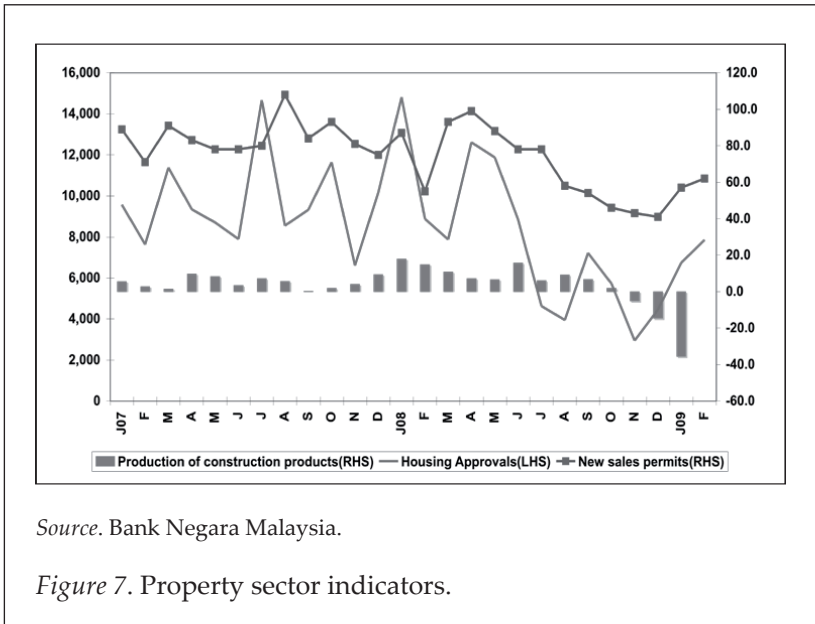 16,000 120.0
14,000 100.0
12,000 80.0
10,000 60.0
8,000 40.0
6,000 20.0
4,000 0.0
2,000 -20.0
0 -40.0
-60.0
J07 F M A M J J A S O N D J08 F M A M J J A S O N D J09 F
Production of construction products(RHS) Housing Approvals(LHS) New sales permits(RHS)
Source. Bank Negara Malaysia.
Figure 7. Property sector indicators.